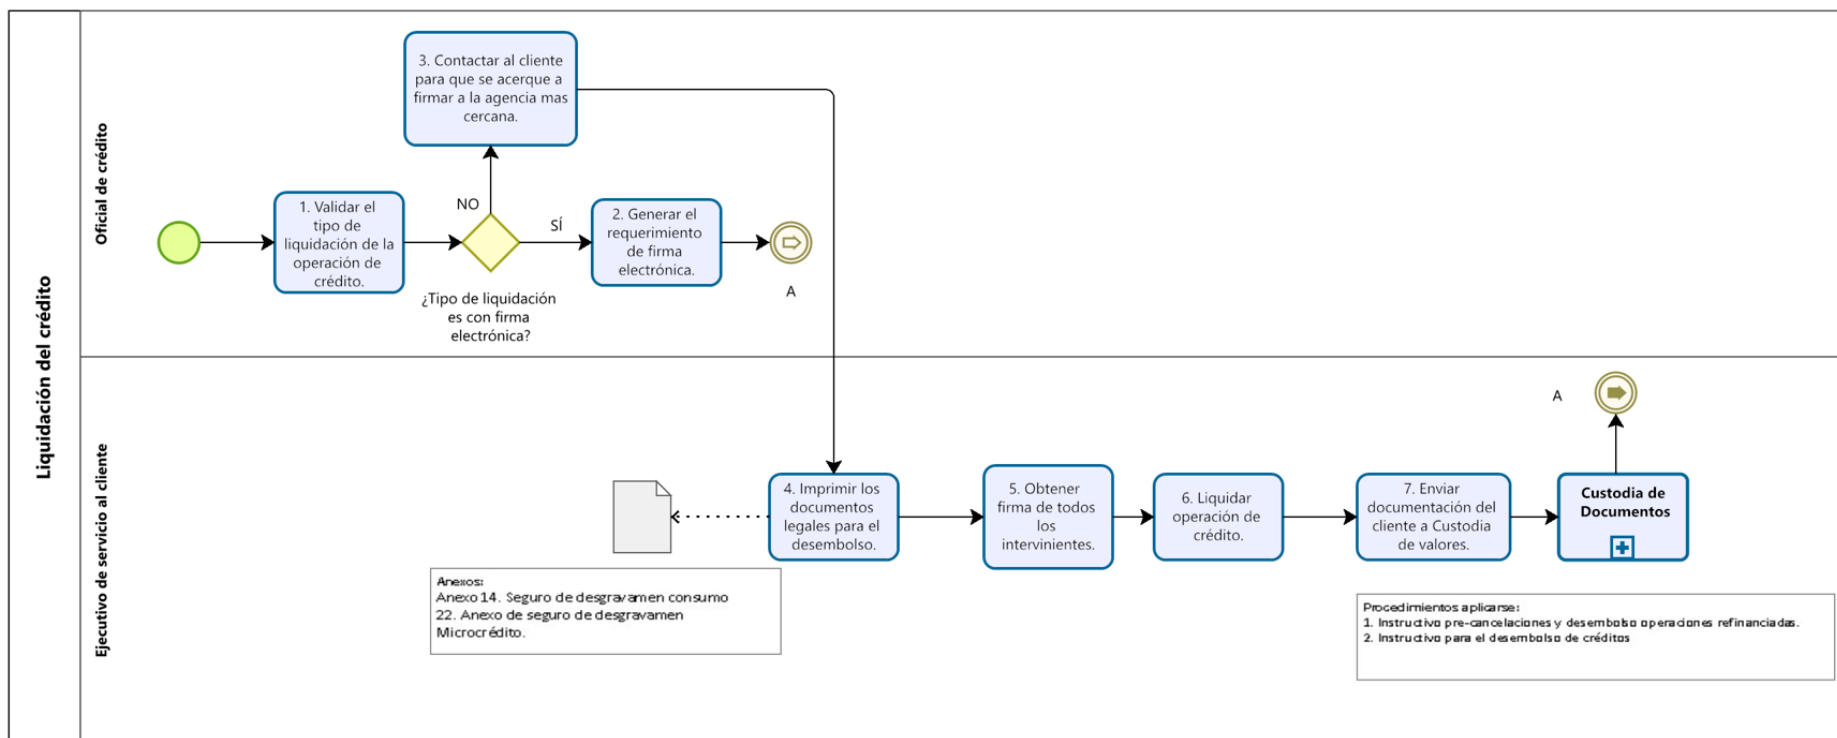 Liquidación del crédito
Oficial de crédito
3. Contactar al cliente
para que se acerque a
firmar a la agencia mas
cercana.
NO
1. Validar el
tipo de
liquidación de la
operación de
crédito.
SÍ
2. Generar el
requerimiento
de firma
electrónica.
A
¿Tipo de liquidación
es con firma
electrónica?
Ejecutivo de servicio al cliente
A
4. Imprimir los
documentos
legales para el
desembolso.
5. Obtener
firma de todos
los
intervinientes.
6. Liquidar
operación de
crédito.
7. Enviar
documentación del
cliente a Custodia
de valores.
Custodia de
Documentos
Anexos:
Anexo 14. Seguro de desgravamen consumo
22. Anexo de seguro de desgravamen
Microcrédito.
Procedimientos aplicarse:
1. Instructivo pre-cancelaciones y desembolso operaciones refinanciadas.
2. Instructivo para el desembolso de créditos